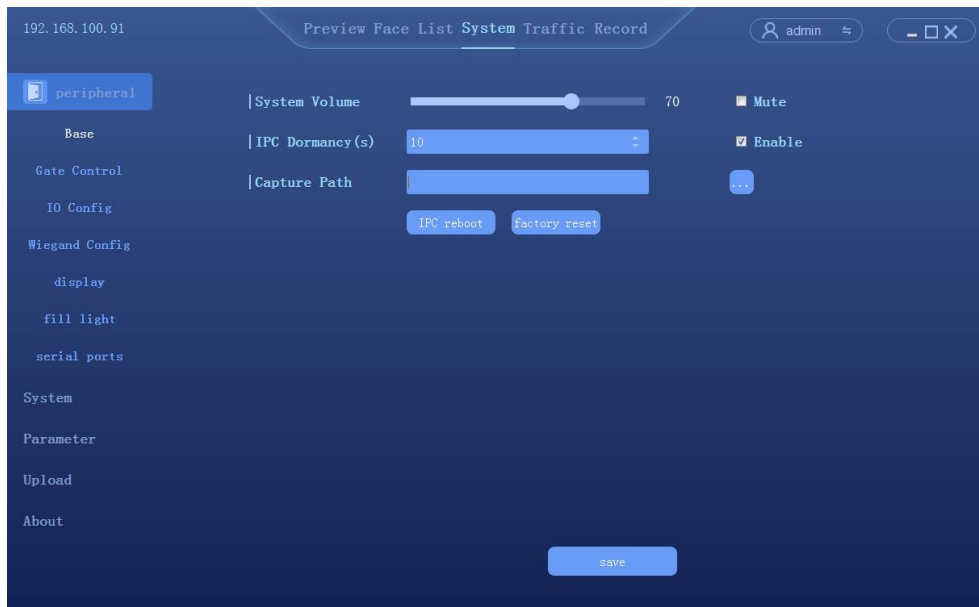 192.168.100.91
Preview Face List System Traffic Record
admin
peripheral
Base
Gate Control
IO Config
Wiegand Config
display
fill light
serial ports
System
Parameter
Upload
About
System Volume 70 Mute
IPC Dormancy(s) 10 Enable
Capture Path ...
IPC reboot factory reset
save